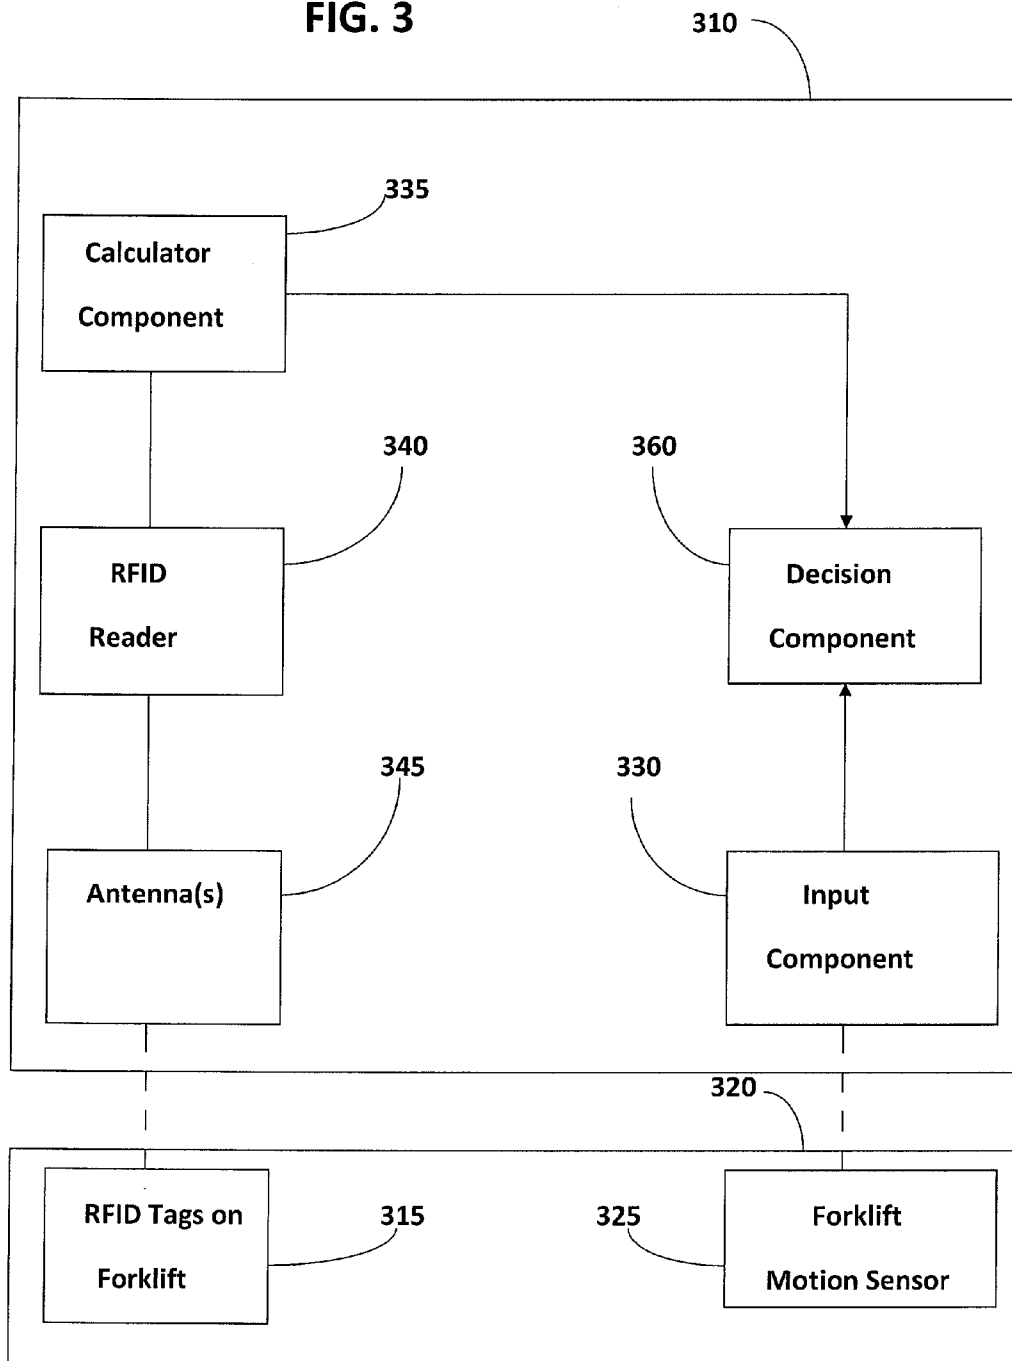 FIG. 3
310
335
Calculator
Component
340
360
RFID
Reader
Decision
Component
345
330
Antenna(s)
Input
Component
320
RFID Tags on
Forklift
315
325
Forklift
Motion Sensor